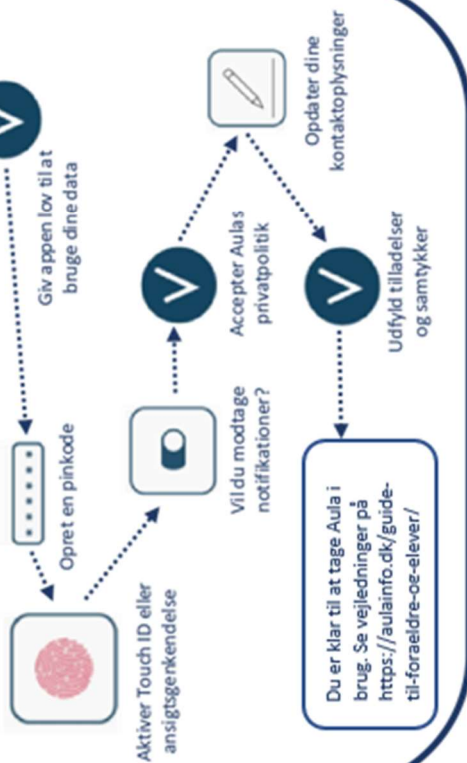 Giv appen lov til at
bruge dine data
Opret en pinkode
Aktiver Touch ID eller
ansigtsgenkendelse
Vil du modtage
notifikationer?
Accepter Aulas
privatpolitik
Opdater dine
kontaktoplysninger
Udfyld tilladelser
og samtykker
Du er klar til at tage Aula i
brug. Se vejledninger på
https://aulainfo.dk/guide-
til-foraeldre-og-elever/